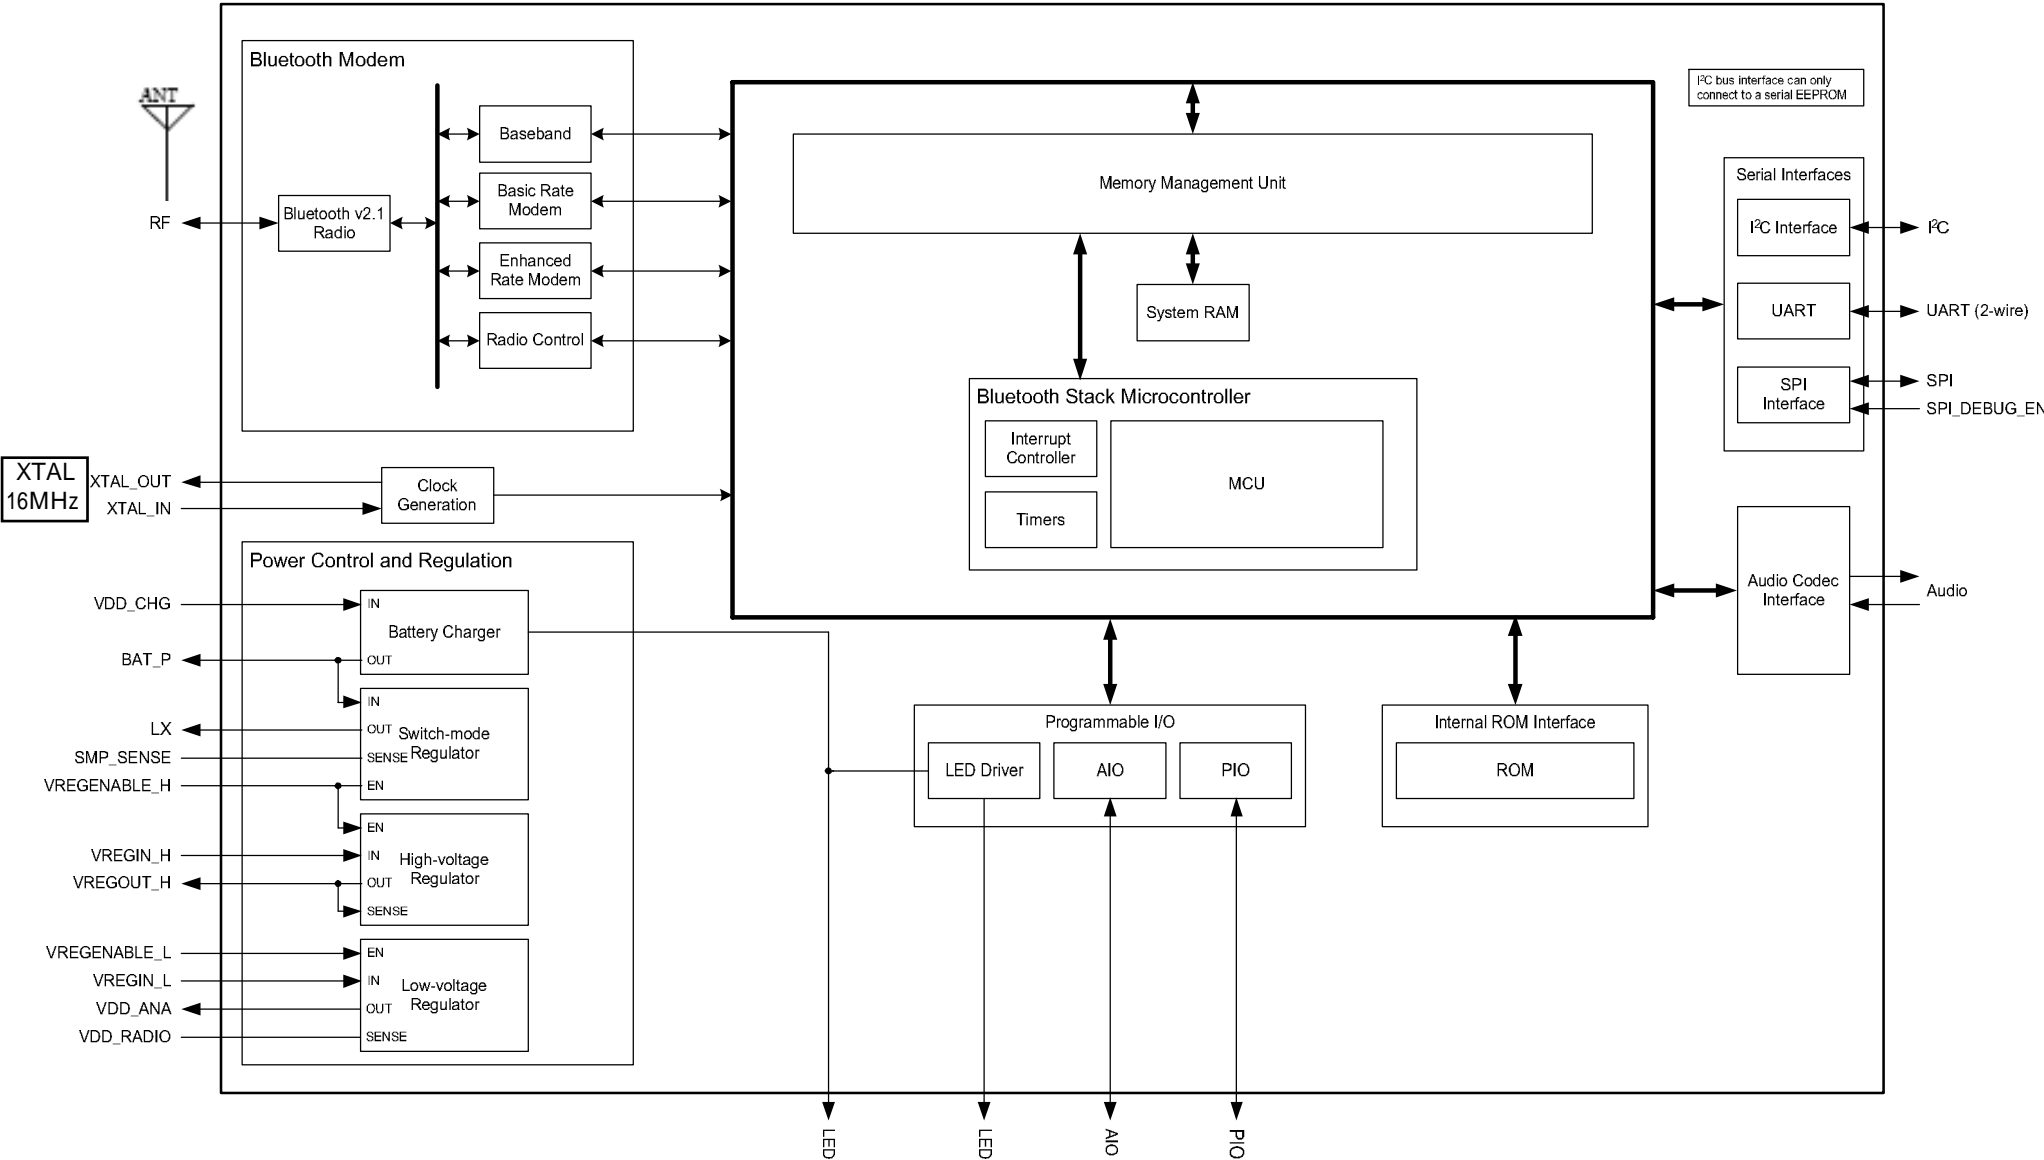 Bluetooth Modem
ANT
RF
Bluetooth v2.1
Radio
Baseband
Basic Rate
Modem
Enhanced
Rate Modem
Radio Control
XTAL
16MHz
XTAL_OUT
XTAL_IN
Clock
Generation
Power Control and Regulation
VDD_CHG
IN
Battery Charger
BAT_P
OUT
IN
LX
OUT
Switch-mode
Regulator
SMP_SENSE
SENSE
VREGENABLE_H
EN
EN
VREGIN_H
IN
High-voltage
Regulator
VREGOUT_H
OUT
SENSE
VREGENABLE_L
EN
VREGIN_L
IN
Low-voltage
Regulator
VDD_ANA
OUT
VDD_RADIO
SENSE
Memory Management Unit
System RAM
Bluetooth Stack Microcontroller
Interrupt
Controller
Timers
MCU
I²C bus interface can only
connect to a serial EEPROM
Serial Interfaces
I²C Interface
I²C
UART
UART (2-wire)
SPI
Interface
SPI
SPI_DEBUG_EN
Audio Codec
Interface
Audio
Programmable I/O
LED Driver
AIO
PIO
Internal ROM Interface
ROM
LED
LED
AIO
PIO